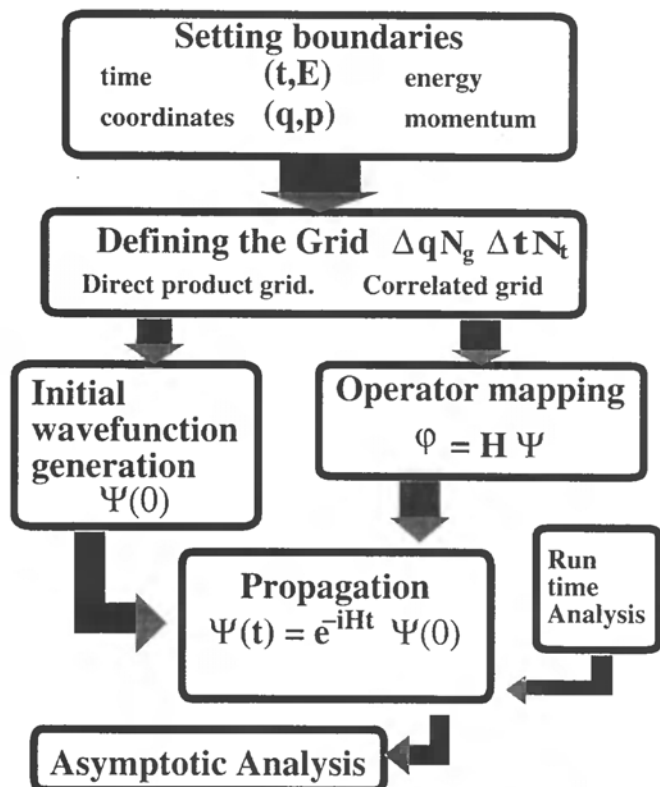 Setting boundaries
time (t,E) energy
coordinates (q,p) momentum
Defining the Grid ΔqN_g ΔtN_t
Direct product grid. Correlated grid
Initial
wavefunction
generation
Ψ(0)
Operator mapping
φ = H Ψ
Propagation
Ψ(t) = e^{-iHt} Ψ(0)
Run
time
Analysis
Asymptotic Analysis